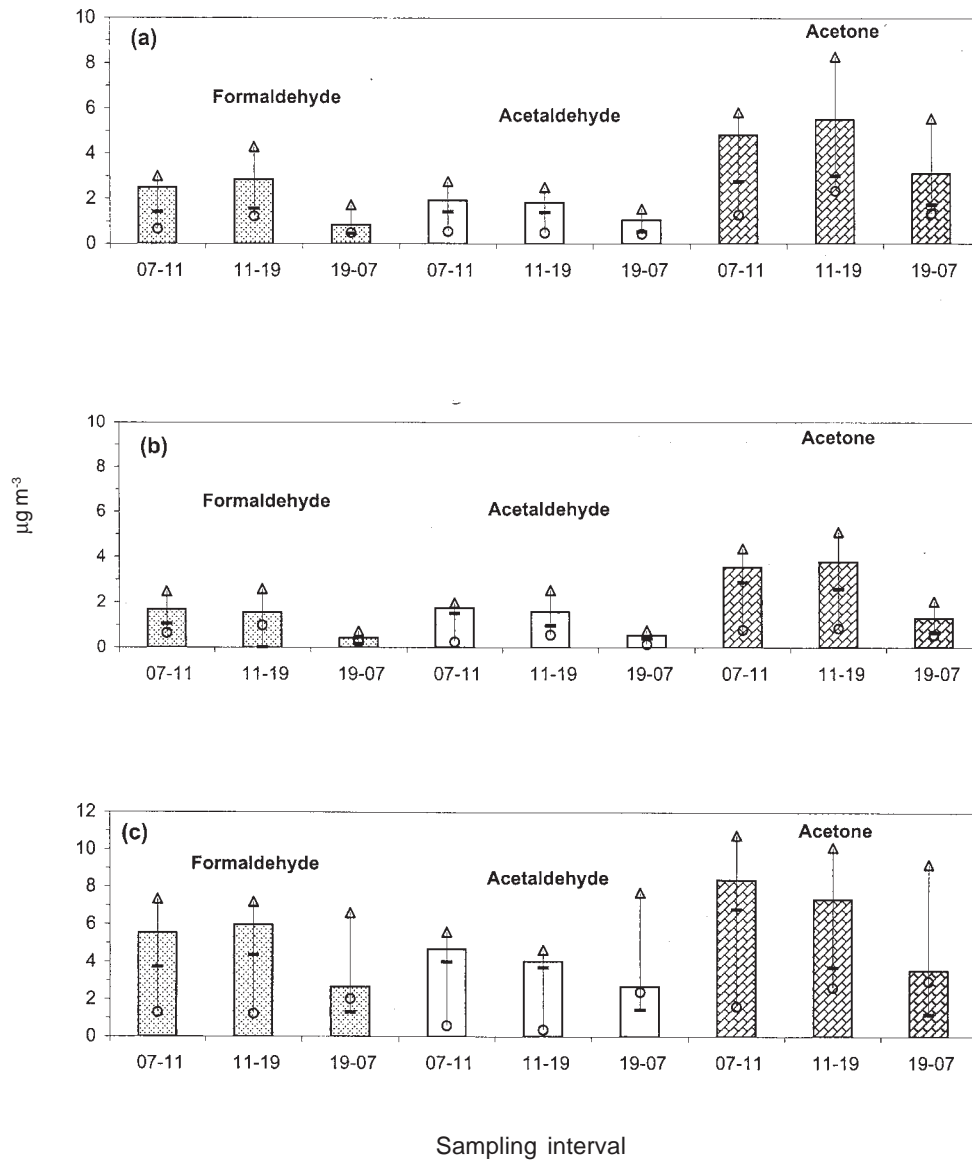 10
(a)
Acetone
8
Formaldehyde
6
Acetaldehyde
4
2
0
07-11 11-19 19-07 07-11 11-19 19-07 07-11 11-19 19-07
10
(b)
Acetone
8
Formaldehyde
Acetaldehyde
6
4
2
0
07-11 11-19 19-07 07-11 11-19 19-07 07-11 11-19 19-07
µg m-3
12
(c)
Acetone
10
Formaldehyde
Acetaldehyde
8
6
4
2
0
07-11 11-19 19-07 07-11 11-19 19-07 07-11 11-19 19-07
Sampling interval